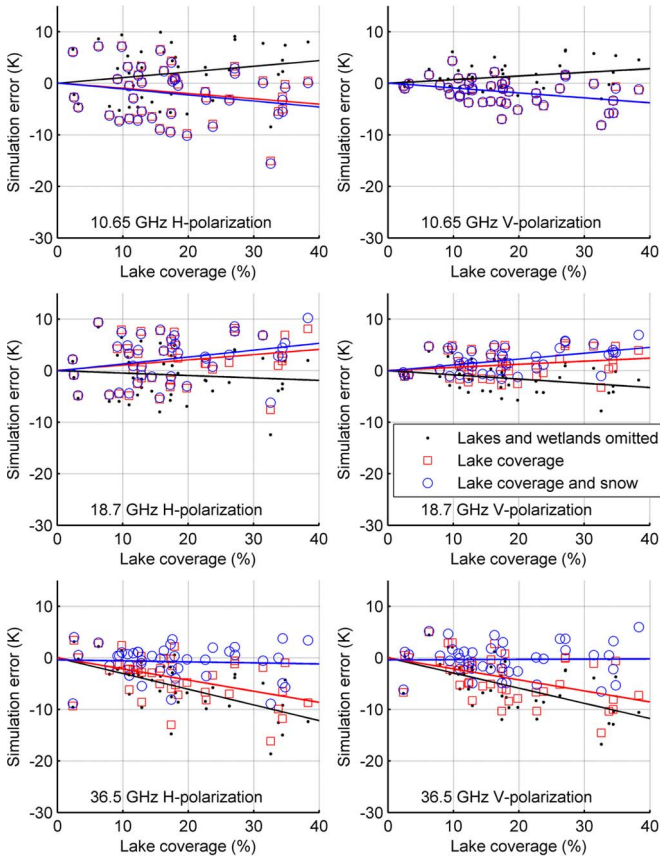 10
0
-10
-20
-30
Simulation error (K)
10.65 GHz H-polarization
0 10 20 30 40
Lake coverage (%)
10
0
-10
-20
-30
Simulation error (K)
10.65 GHz V-polarization
0 10 20 30 40
Lake coverage (%)
10
0
-10
-20
-30
Simulation error (K)
18.7 GHz H-polarization
0 10 20 30 40
Lake coverage (%)
10
0
-10
-20
-30
Simulation error (K)
Lakes and wetlands omitted
Lake coverage
Lake coverage and snow
18.7 GHz V-polarization
0 10 20 30 40
Lake coverage (%)
10
0
-10
-20
-30
Simulation error (K)
36.5 GHz H-polarization
0 10 20 30 40
Lake coverage (%)
10
0
-10
-20
-30
Simulation error (K)
36.5 GHz V-polarization
0 10 20 30 40
Lake coverage (%)